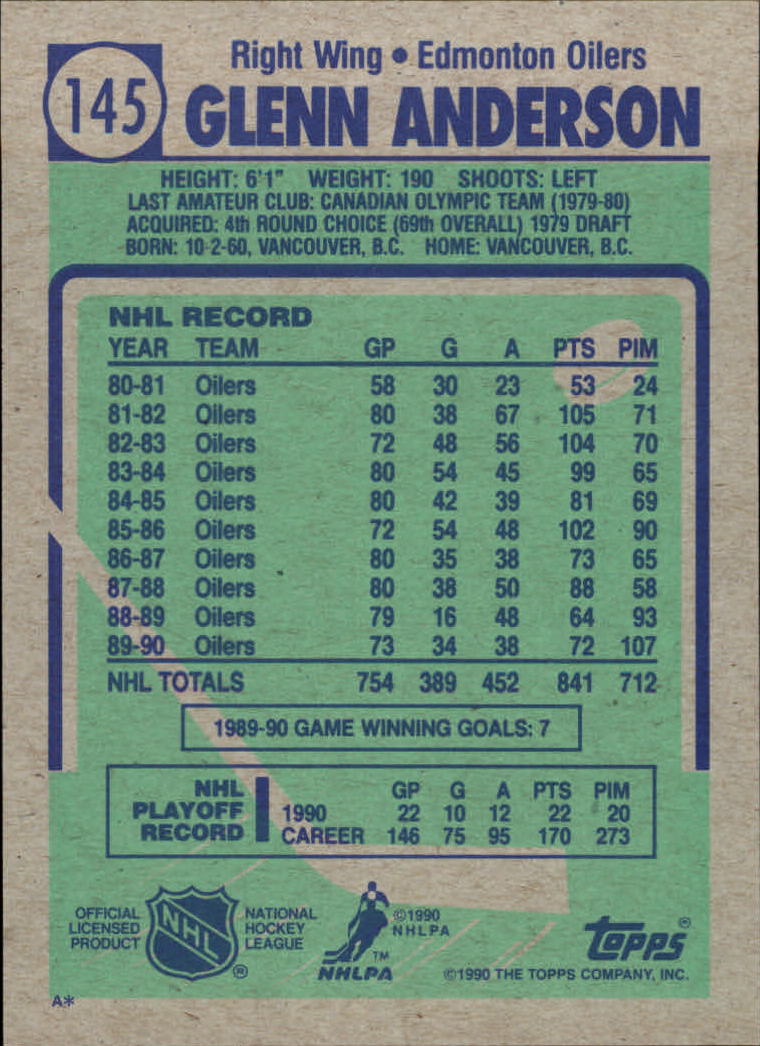 145
Right Wing • Edmonton Oilers
GLENN ANDERSON
HEIGHT: 6'1" WEIGHT: 190 SHOOTS: LEFT
LAST AMATEUR CLUB: CANADIAN OLYMPIC TEAM (1979-80)
ACQUIRED: 4th ROUND CHOICE (69th OVERALL) 1979 DRAFT
BORN: 10-2-60, VANCOUVER, B.C. HOME: VANCOUVER, B.C.
NHL RECORD
YEAR TEAM GP G A PTS PIM
80-81 Oilers 58 30 23 53 24
81-82 Oilers 80 38 67 105 71
82-83 Oilers 72 48 56 104 70
83-84 Oilers 80 54 45 99 65
84-85 Oilers 80 42 39 81 69
85-86 Oilers 72 54 48 102 90
86-87 Oilers 80 35 38 73 65
87-88 Oilers 80 38 50 88 58
88-89 Oilers 79 16 48 64 93
89-90 Oilers 73 34 38 72 107
NHL TOTALS 754 389 452 841 712
1989-90 GAME WINNING GOALS: 7
NHL PLAYOFF RECORD
GP G A PTS PIM
1990 22 10 12 22 20
CAREER 146 75 95 170 273
OFFICIAL LICENSED PRODUCT
NHL
®
NATIONAL HOCKEY LEAGUE
TM
NHLPA
©1990 NHLPA
Topps®
©1990 THE TOPPS COMPANY, INC.
A*